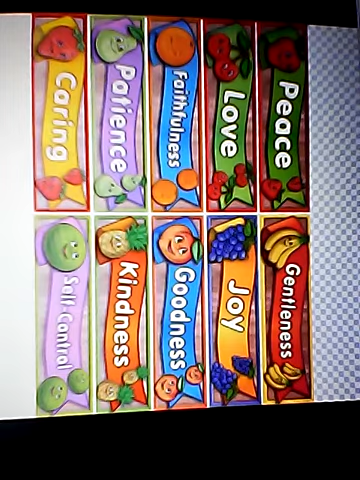 Peace
Gentleness
Love
Joy
Faithfulness
Goodness
Patience
Kindness
Caring
Self Control